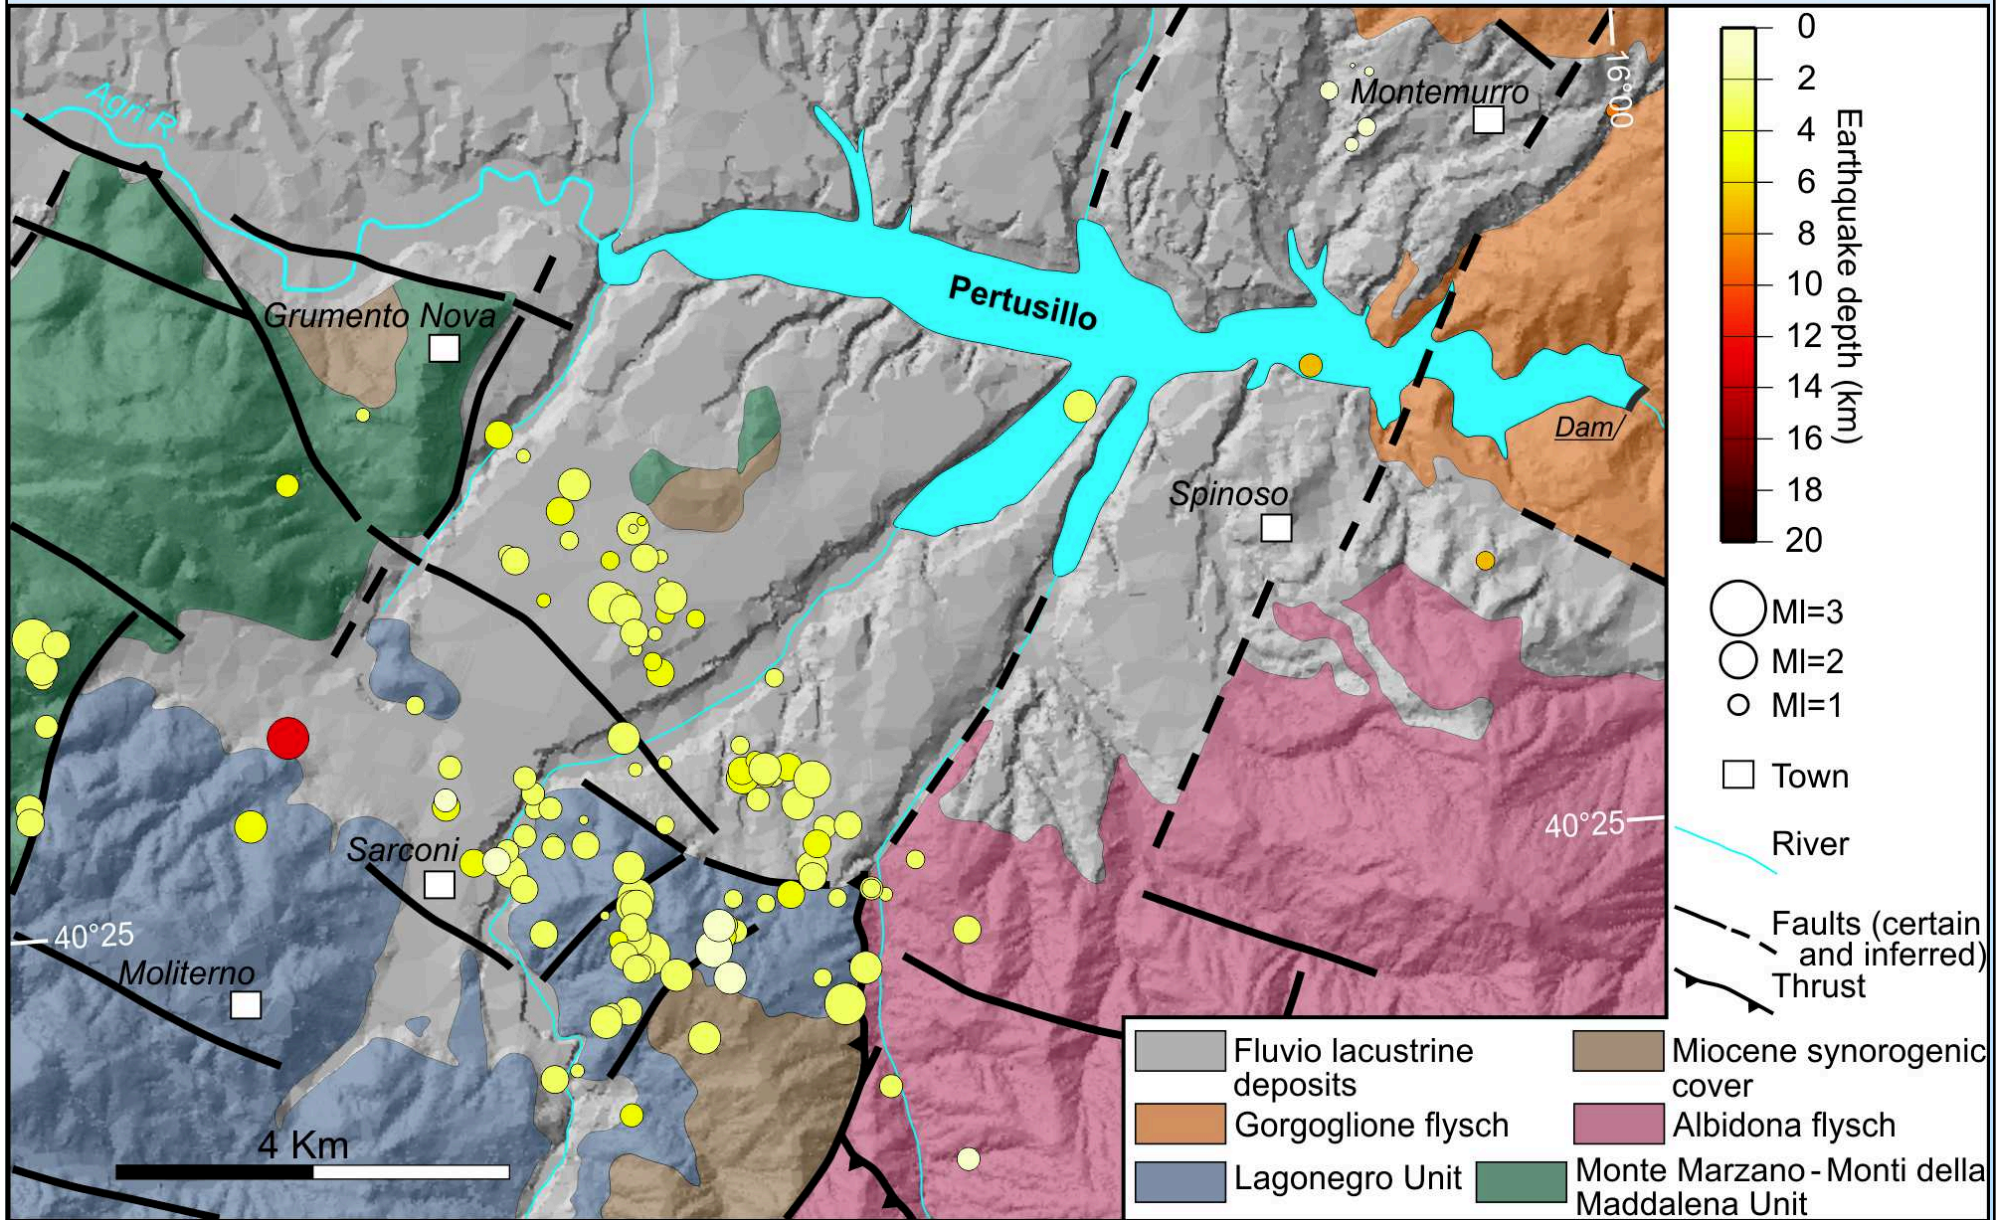 Agri R.
Montemurro
16°00
Grumento Nova
Pertusillo
Dam
Spinoso
Sarconi
40°25
40°25
Moliterno
4 Km
0
2
4
6
8
10
12
14
16
18
20
Earthquake depth (km)
Ml=3
Ml=2
Ml=1
Town
River
Faults (certain
and inferred)
Thrust
Fluvio lacustrine
deposits
Miocene synorogenic
cover
Gorgoglione flysch
Albidona flysch
Lagonegro Unit
Monte Marzano-Monti della
Maddalena Unit